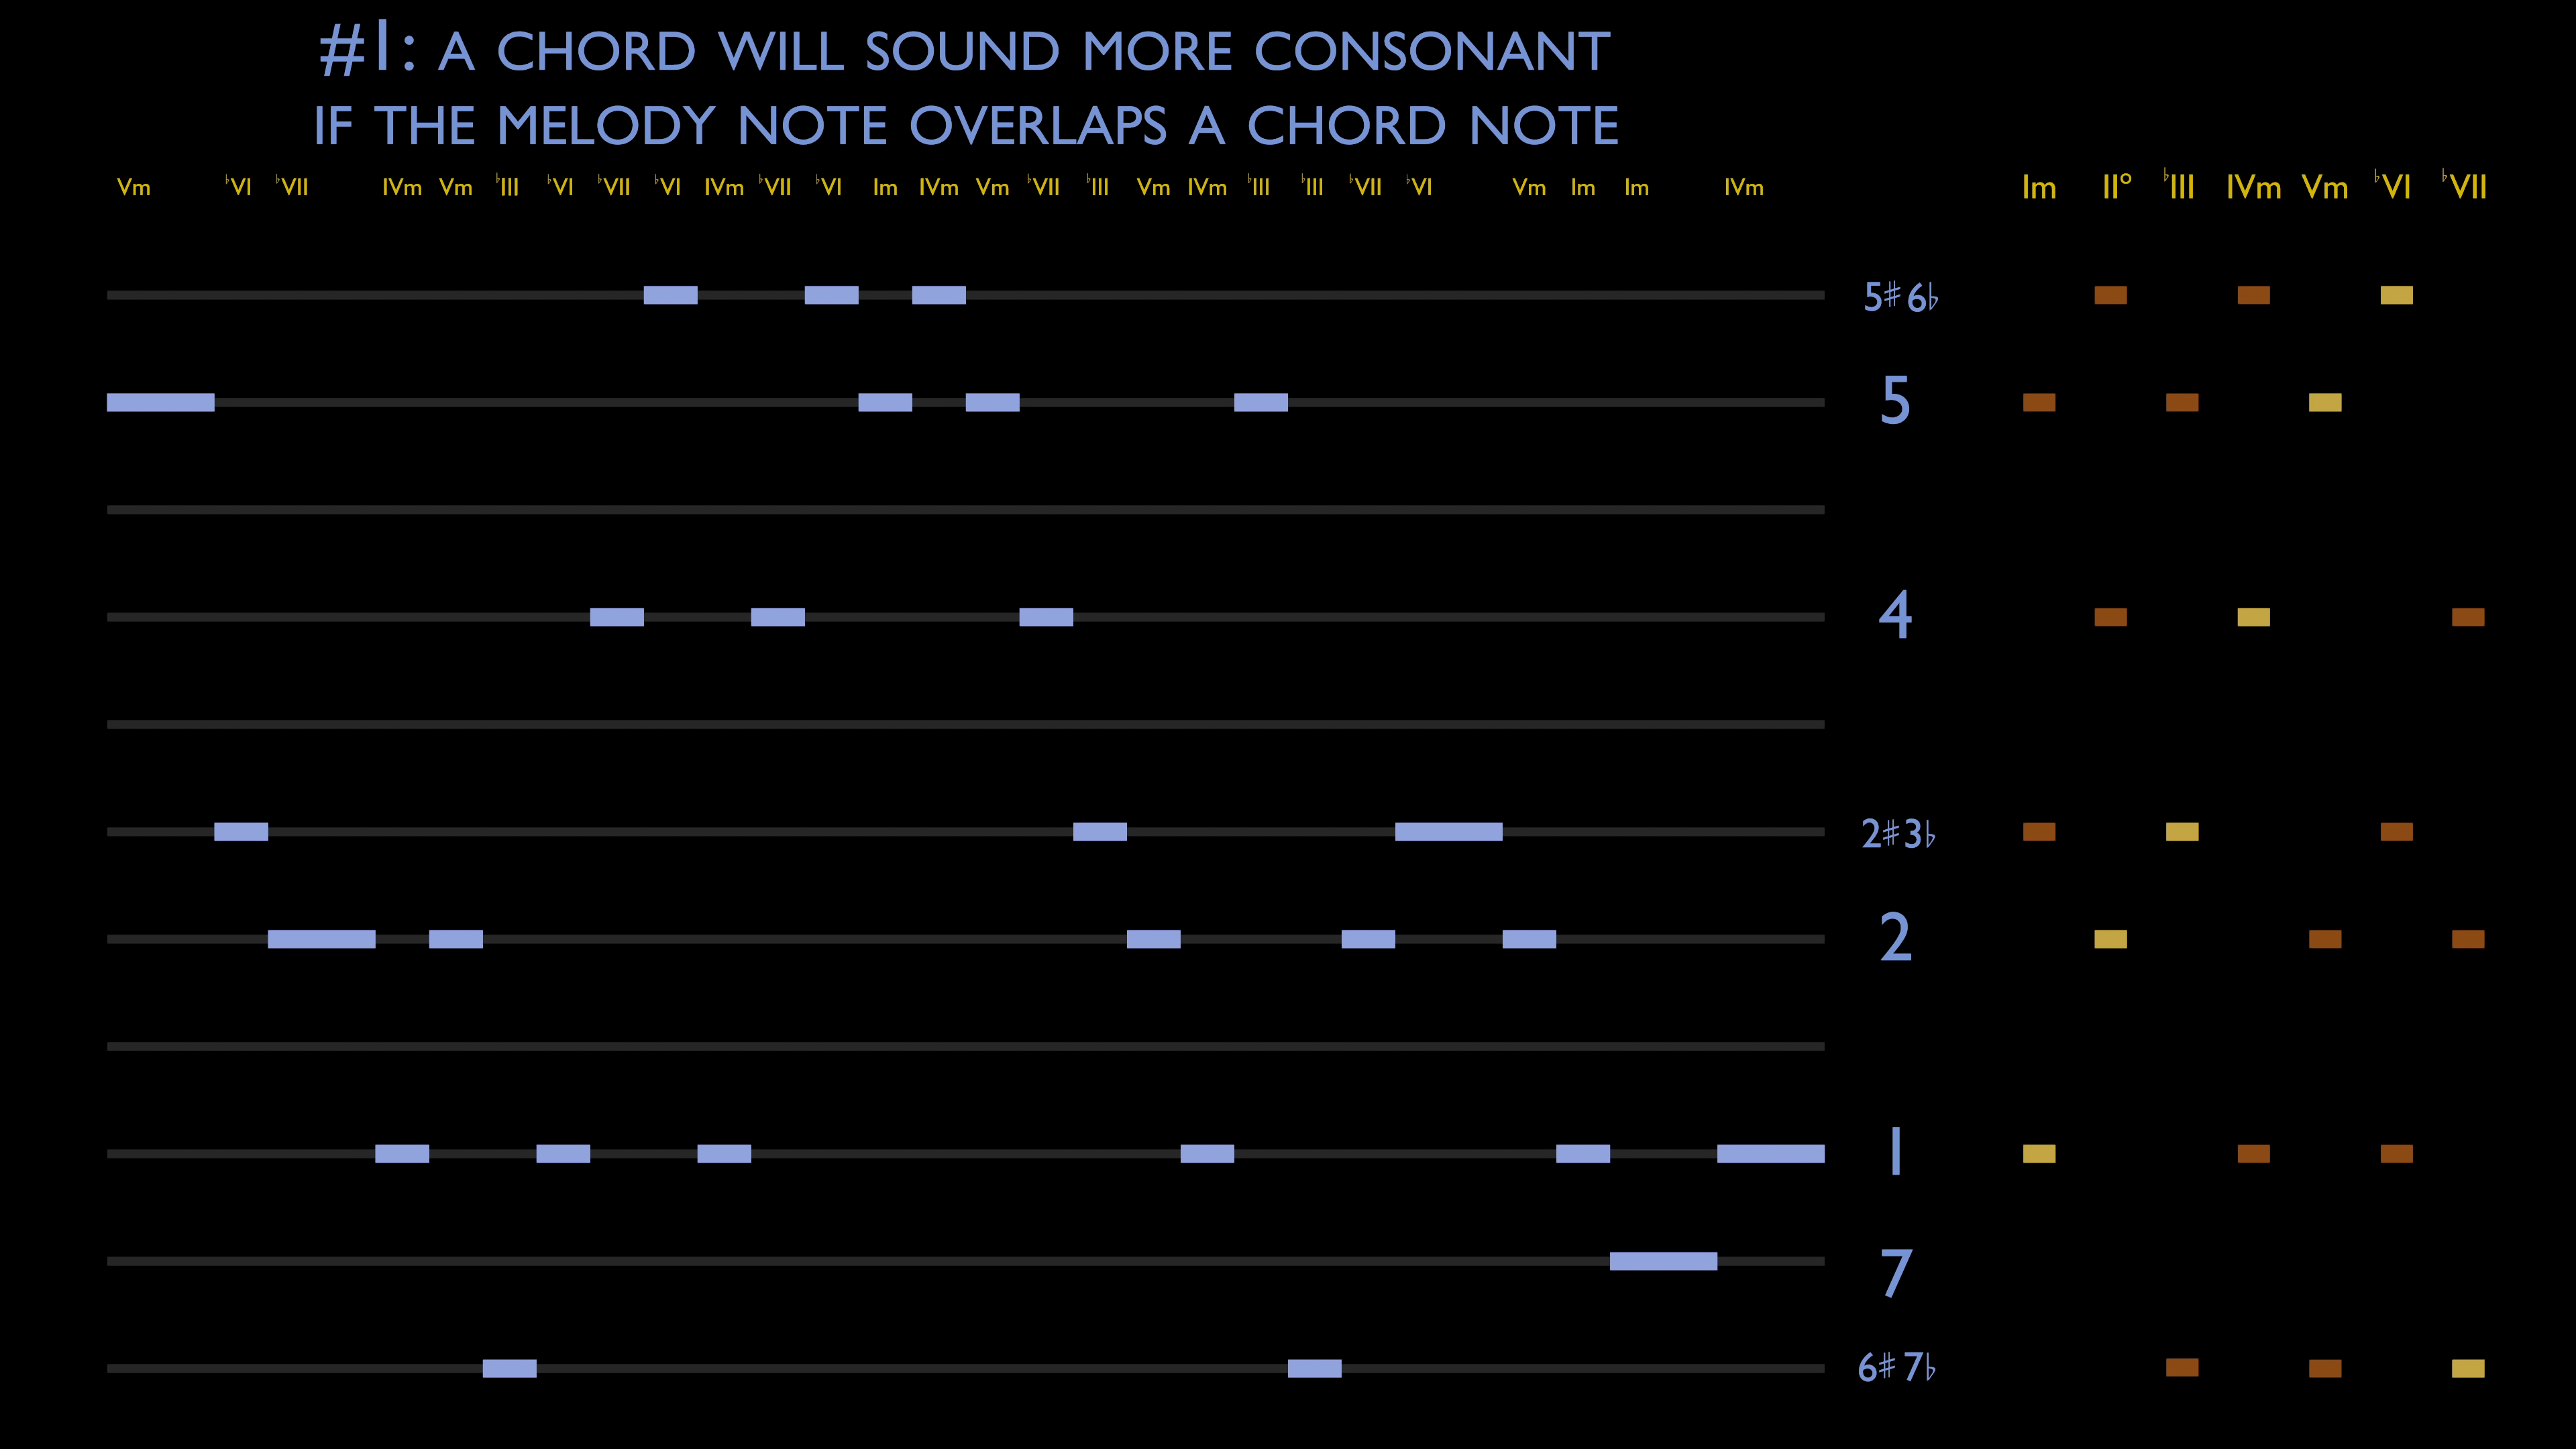 #1: A CHORD WILL SOUND MORE CONSONANT
IF THE MELODY NOTE OVERLAPS A CHORD NOTE
Vm ♭VI ♭VII IVm Vm ♭III ♭VI ♭VII ♭VI IVm ♭VII ♭VI Im IVm Vm ♭VII ♭III Vm IVm ♭III ♭III ♭VII ♭VI Vm Im Im IVm Im II° ♭III IVm Vm ♭VI ♭VII
5♯6♭
5
4
2♯3♭
2
1
7
6♯7♭